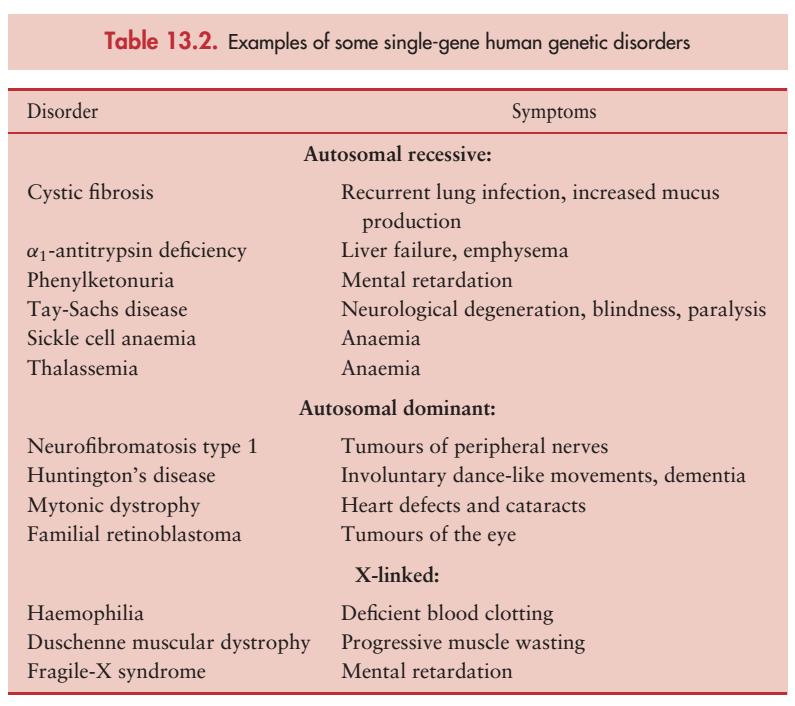 Table 13.2. Examples of some single-gene human genetic disorders
Disorder Symptoms
Autosomal recessive:
Cystic fibrosis Recurrent lung infection, increased mucus
production
α₁-antitrypsin deficiency Liver failure, emphysema
Phenylketonuria Mental retardation
Tay-Sachs disease Neurological degeneration, blindness, paralysis
Sickle cell anaemia Anaemia
Thalassemia Anaemia
Autosomal dominant:
Neurofibromatosis type 1 Tumours of peripheral nerves
Huntington’s disease Involuntary dance-like movements, dementia
Mytonic dystrophy Heart defects and cataracts
Familial retinoblastoma Tumours of the eye
X-linked:
Haemophilia Deficient blood clotting
Duschenne muscular dystrophy Progressive muscle wasting
Fragile-X syndrome Mental retardation